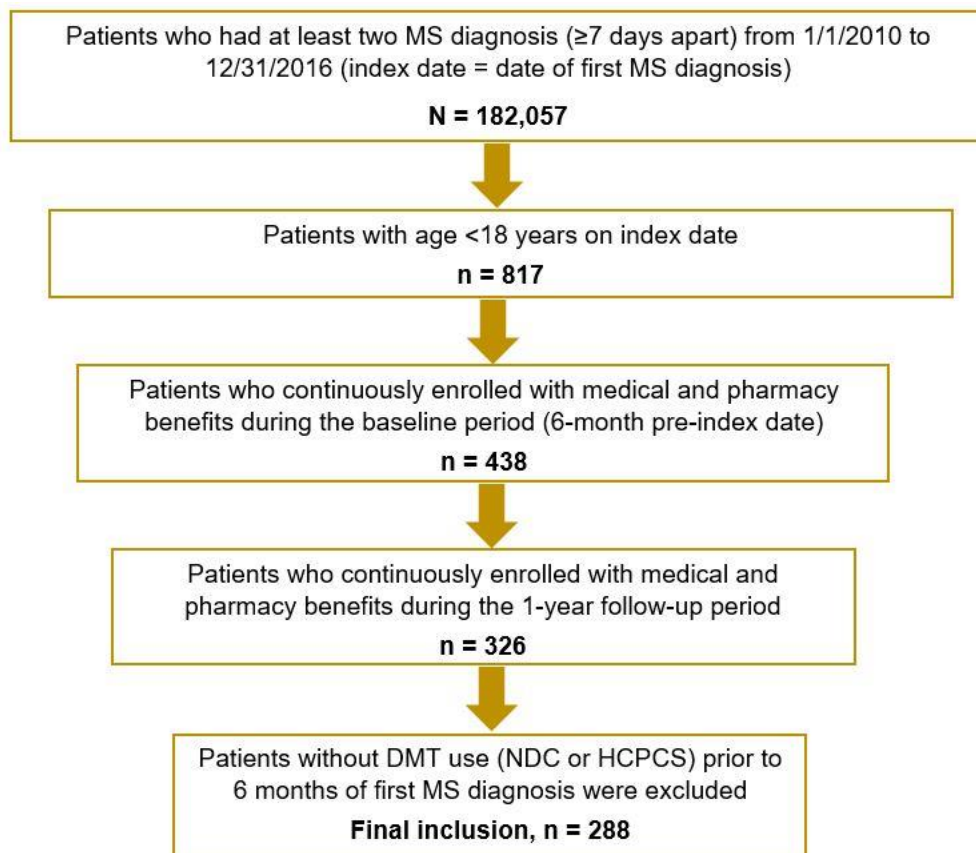 Patients who had at least two MS diagnosis (≥7 days apart) from 1/1/2010 to
12/31/2016 (index date = date of first MS diagnosis)
N = 182,057
Patients with age <18 years on index date
n = 817
Patients who continuously enrolled with medical and pharmacy
benefits during the baseline period (6-month pre-index date)
n = 438
Patients who continuously enrolled with medical and
pharmacy benefits during the 1-year follow-up period
n = 326
Patients without DMT use (NDC or HCPCS) prior to
6 months of first MS diagnosis were excluded
Final inclusion, n = 288